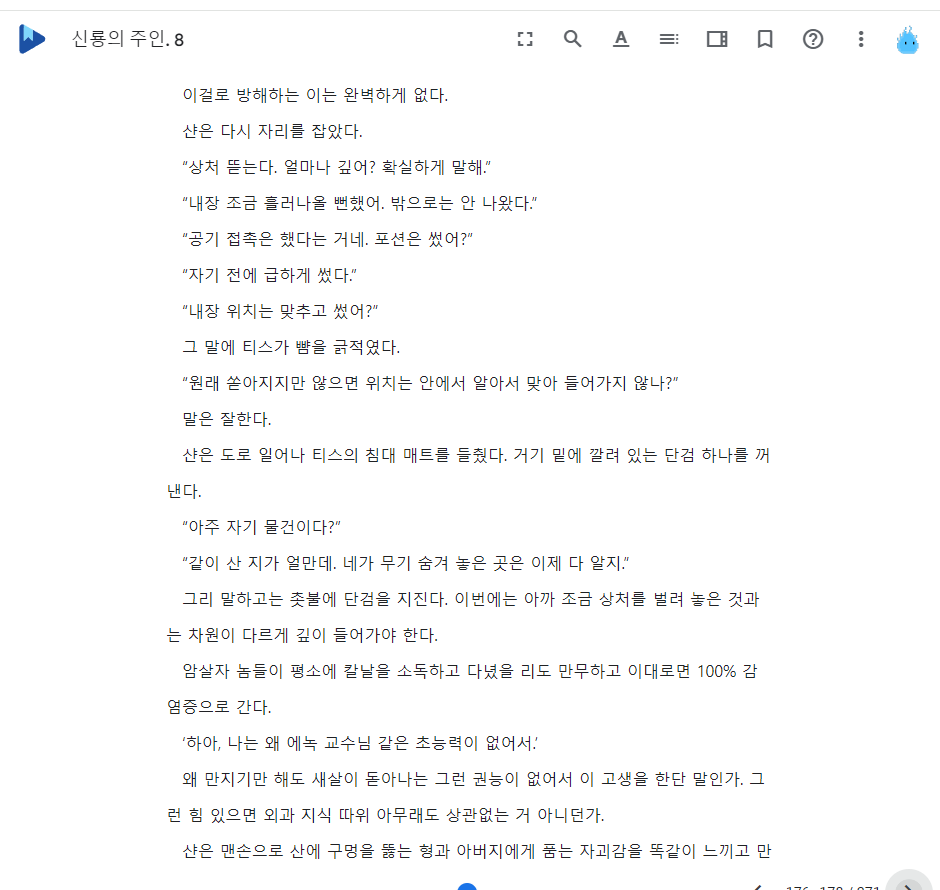 신룡의 주인. 8
이걸로 방해하는 이는 완벽하게 없다.
샨은 다시 자리를 잡았다.
“상처 뜯는다. 얼마나 깊어? 확실하게 말해.”
“내장 조금 흘러나올 뻔했어. 밖으로는 안 나왔다.”
“공기 접촉은 했다는 거네. 포션은 썼어?”
“자기 전에 급하게 썼다.”
“내장 위치는 맞추고 썼어?”
그 말에 티스가 뺨을 긁적였다.
“원래 쏟아지지만 않으면 위치는 안에서 알아서 맞아 들어가지 않나?”
말은 잘한다.
샨은 도로 일어나 티스의 침대 매트를 들췄다. 거기 밑에 깔려 있는 단검 하나를 꺼
낸다.
“아주 자기 물건이다?”
“같이 산 지가 얼만데. 네가 무기 숨겨 놓은 곳은 이제 다 알지.”
그리 말하고는 촛불에 단검을 지진다. 이번에는 아까 조금 상처를 벌려 놓은 것과
는 차원이 다르게 깊이 들어가야 한다.
암살자 놈들이 평소에 칼날을 소독하고 다녔을 리도 만무하고 이대로면 100% 감
염증으로 간다.
‘하아, 나는 왜 에녹 교수님 같은 초능력이 없어서.’
왜 만지기만 해도 새살이 돋아나는 그런 권능이 없어서 이 고생을 한단 말인가. 그
런 힘 있으면 외과 지식 따위 아무래도 상관없는 거 아니던가.
샨은 맨손으로 산에 구멍을 뚫는 형과 아버지에게 품는 자괴감을 똑같이 느끼고 만